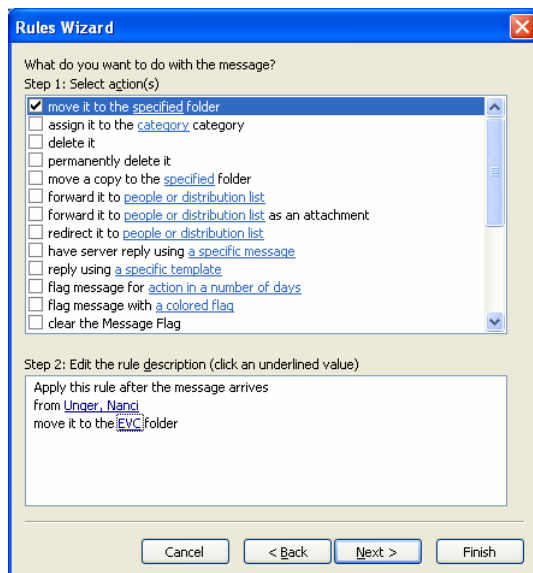 Rules Wizard
What do you want to do with the message?
Step 1: Select action(s)
move it to the specified folder
assign it to the category category
delete it
permanently delete it
move a copy to the specified folder
forward it to people or distribution list
forward it to people or distribution list as an attachment
redirect it to people or distribution list
have server reply using a specific message
reply using a specific template
flag message for action in a number of days
flag message with a colored flag
clear the Message Flag
Step 2: Edit the rule description (click an underlined value)
Apply this rule after the message arrives
from Unger, Nanci
move it to the EVC folder
Cancel < Back Next > Finish